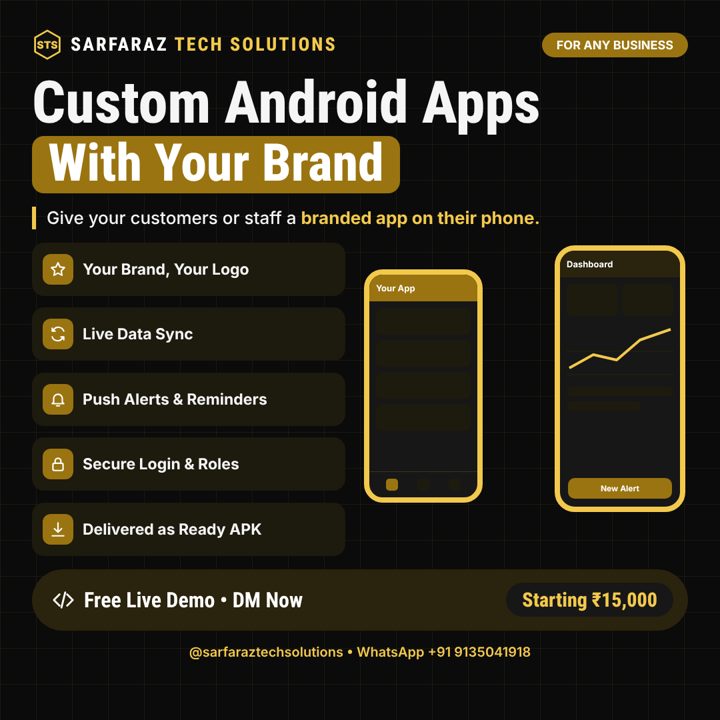 STS SARFARAZ TECH SOLUTIONS
FOR ANY BUSINESS
Custom Android Apps
With Your Brand
Give your customers or staff a branded app on their phone.
Your Brand, Your Logo
Live Data Sync
Push Alerts & Reminders
Secure Login & Roles
Delivered as Ready APK
Your App
Dashboard
New Alert
</> Free Live Demo • DM Now
Starting ₹15,000
@sarfaraztechsolutions • WhatsApp +91 9135041918